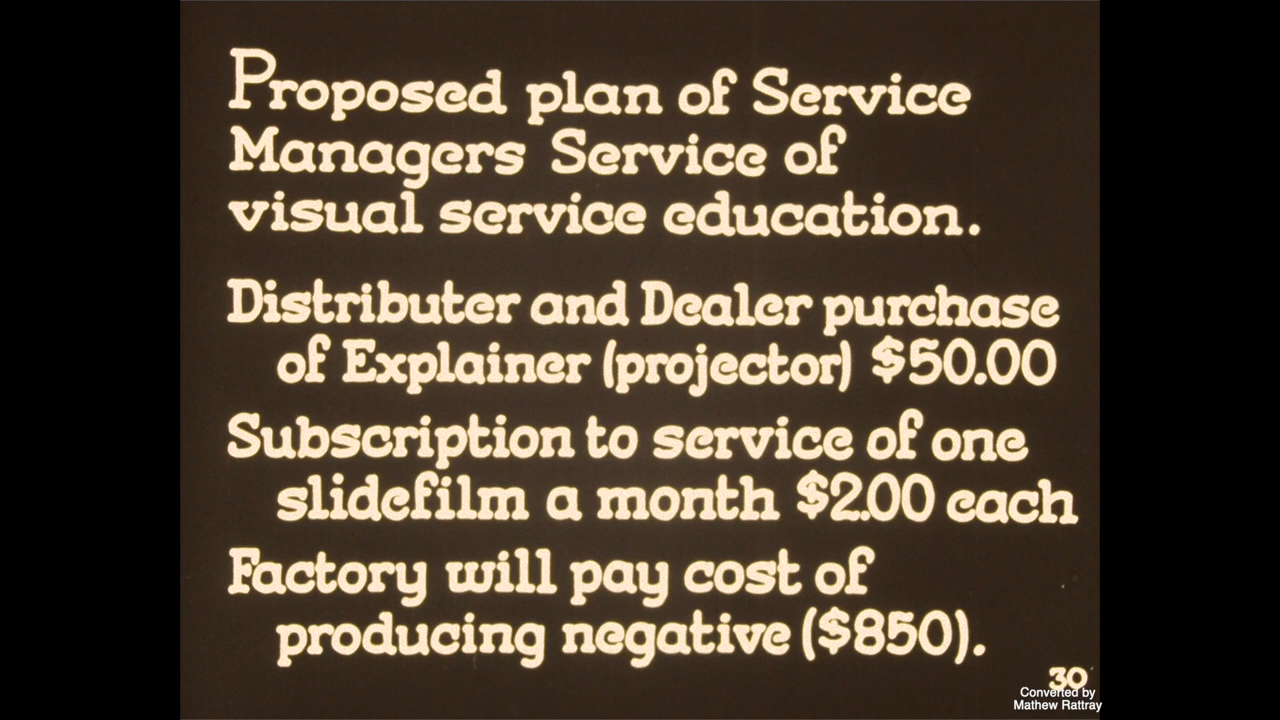 Proposed plan of Service
Managers Service of
visual service education.
Distributer and Dealer purchase
of Explainer (projector) $50.00
Subscription to service of one
slidefilm a month $2.00 each
Factory will pay cost of
producing negative ($850).
30
Converted by
Mathew Rattray